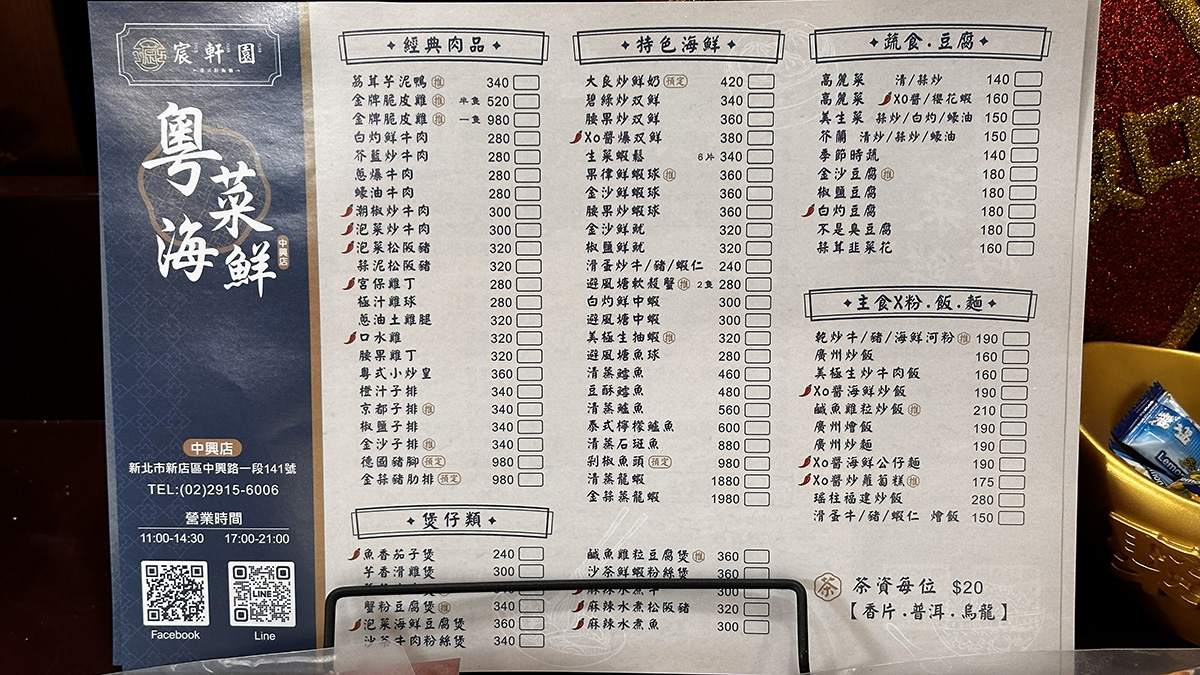 宸軒園
粵菜
海鮮
中興店
中興店
新北市新店區中興路一段141號
TEL:(02)2915-6006
營業時間
11:00-14:30 17:00-21:00
Facebook
LINE
Line
經典肉品
荔茸芋泥鴨 推 340
金牌脆皮雞 推 半隻 520
金牌脆皮雞 推 一隻 980
白灼鮮牛肉 280
芥藍炒牛肉 280
蔥爆牛肉 280
蠔油牛肉 280
潮椒炒牛肉 300
泡菜炒牛肉 300
泡菜松阪豬 320
蒜泥松阪豬 320
宮保雞丁 280
極汁雞球 280
蔥油土雞腿 320
口水雞 320
腰果雞丁 320
粵式小炒皇 360
橙汁子排 340
京都子排 推 340
椒鹽子排 340
金沙子排 推 340
德國豬腳 預定 980
金蒜豬肋排 預定 980
煲仔類
魚香茄子煲 240
芋香滑雞煲 300
蟹粉豆腐煲 推 340
泡菜海鮮豆腐煲 360
沙茶牛肉粉絲煲 340
特色海鮮
大良炒鮮奶 預定 420
碧綠炒双鮮 340
腰果炒双鮮 360
Xo醬爆双鮮 380
生菜蝦鬆 6片 340
果律鮮蝦球 推 360
金沙鮮蝦球 360
腰果炒蝦球 360
金沙鮮魷 320
椒鹽鮮魷 320
滑蛋炒牛/豬/蝦仁 240
避風塘軟殼蟹 推 2隻 280
白灼鮮中蝦 300
避風塘中蝦 300
美極生抽蝦 推 320
避風塘魚球 280
清蒸鱈魚 460
豆酥鱈魚 480
清蒸鱸魚 560
泰式檸檬鱸魚 600
清蒸石斑魚 880
剁椒魚頭 預定 980
清蒸龍蝦 1880
金蒜蒸龍蝦 1980
鹹魚雞粒豆腐煲 推 360
沙茶鮮蝦粉絲煲 360
麻辣水煮牛 300
麻辣水煮松阪豬 320
麻辣水煮魚 300
蔬食.豆腐
高麗菜 清/蒜炒 140
高麗菜 XO醬/櫻花蝦 160
美生菜 蒜炒/白灼/蠔油 150
芥蘭 清炒/蒜炒/蠔油 150
季節時蔬 140
金沙豆腐 推 180
椒鹽豆腐 180
白灼豆腐 180
不是臭豆腐 180
蒜茸韭菜花 160
主食X粉.飯.麵
乾炒牛/豬/海鮮河粉 推 190
廣州炒飯 160
美極生炒牛肉飯 160
Xo醬海鮮炒飯 190
鹹魚雞粒炒飯 推 210
廣州燴飯 190
廣州炒麵 190
Xo醬海鮮公仔麵 190
Xo醬炒蘿蔔糕 推 175
瑤柱福建炒飯 280
滑蛋牛/豬/蝦仁 燴飯 150
茶 茶資每位 $20
【香片.普洱.烏龍】
Lemon